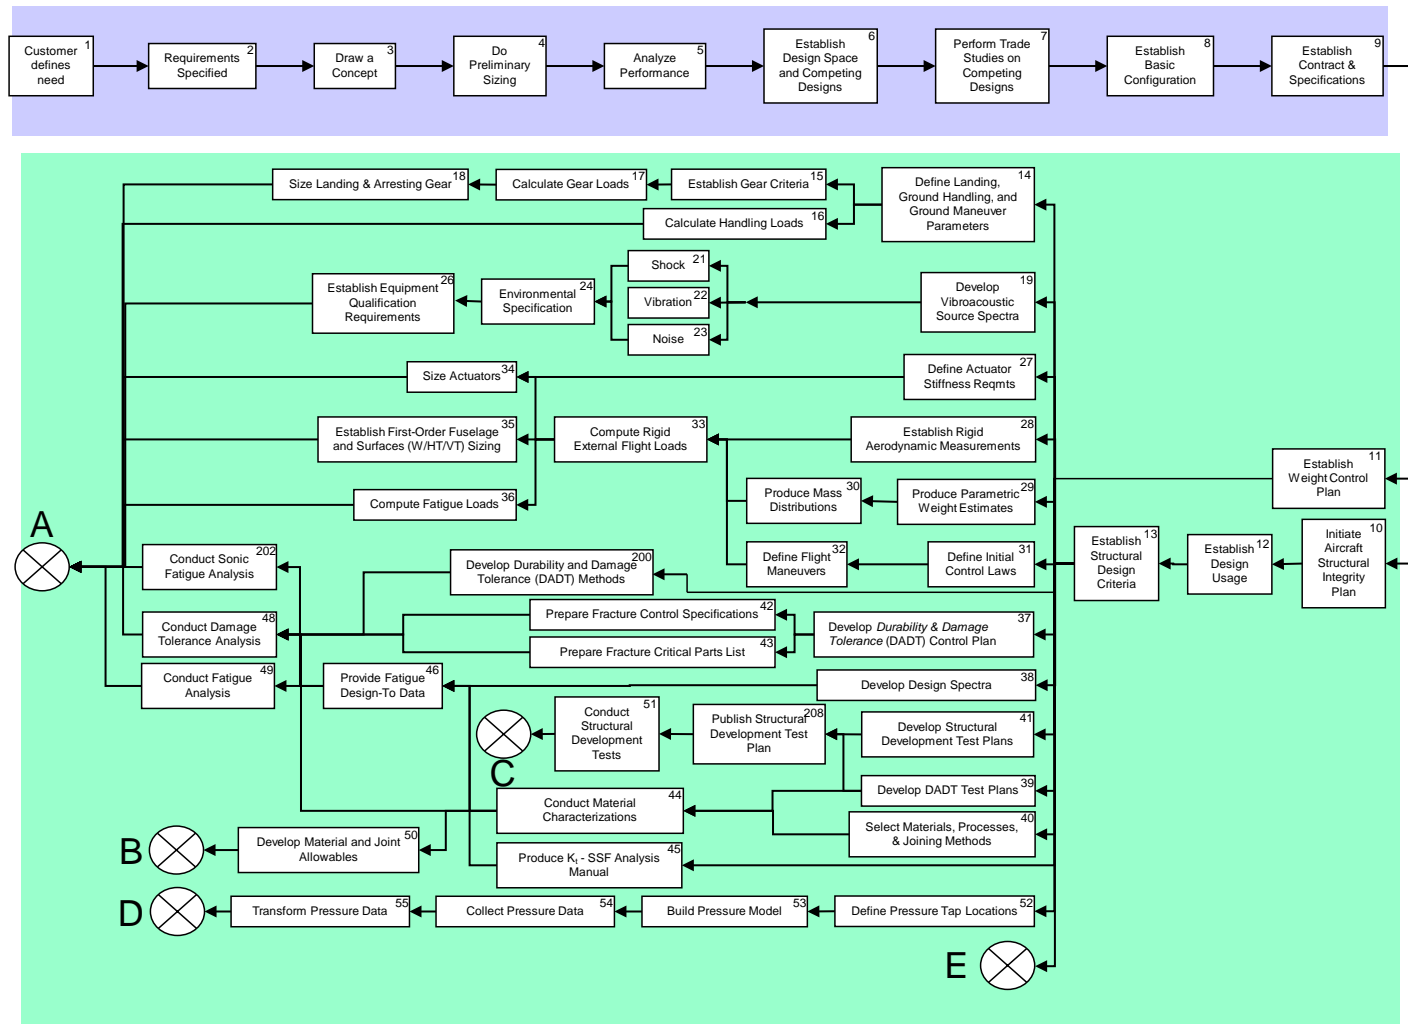 1
Customer
defines
need
2
Requirements
Specified
3
Draw a
Concept
4
Do
Preliminary
Sizing
5
Analyze
Performance
6
Establish
Design Space
and Competing
Designs
7
Perform Trade
Studies on
Competing
Designs
8
Establish
Basic
Configuration
9
Establish
Contract &
Specifications
18
Size Landing & Arresting Gear
17
Calculate Gear Loads
15
Establish Gear Criteria
14
Define Landing,
Ground Handling, and
Ground Maneuver
Parameters
16
Calculate Handling Loads
26
Establish Equipment
Qualification
Requirements
24
Environmental
Specification
21
Shock
22
Vibration
23
Noise
19
Develop
Vibroacoustic
Source Spectra
34
Size Actuators
27
Define Actuator
Stiffness Reqmts
35
Establish First-Order Fuselage
and Surfaces (W/HT/VT) Sizing
33
Compute Rigid
External Flight Loads
28
Establish Rigid
Aerodynamic Measurements
11
Establish
Weight Control
Plan
36
Compute Fatigue Loads
30
Produce Mass
Distributions
29
Produce Parametric
Weight Estimates
A
202
Conduct Sonic
Fatigue Analysis
200
Develop Durability and Damage
Tolerance (DADT) Methods
32
Define Flight
Maneuvers
31
Define Initial
Control Laws
13
Establish
Structural
Design
Criteria
12
Establish
Design
Usage
10
Initiate
Aircraft
Structural
Integrity
Plan
48
Conduct Damage
Tolerance Analysis
42
Prepare Fracture Control Specifications
43
Prepare Fracture Critical Parts List
37
Develop Durability & Damage
Tolerance (DADT) Control Plan
49
Conduct Fatigue
Analysis
46
Provide Fatigue
Design-To Data
38
Develop Design Spectra
C
51
Conduct
Structural
Development
Tests
208
Publish Structural
Development Test
Plan
41
Develop Structural
Development Test Plans
44
Conduct Material
Characterizations
39
Develop DADT Test Plans
40
Select Materials, Processes,
& Joining Methods
B
50
Develop Material and Joint
Allowables
45
Produce Kt - SSF Analysis
Manual
D
55
Transform Pressure Data
54
Collect Pressure Data
53
Build Pressure Model
52
Define Pressure Tap Locations
E